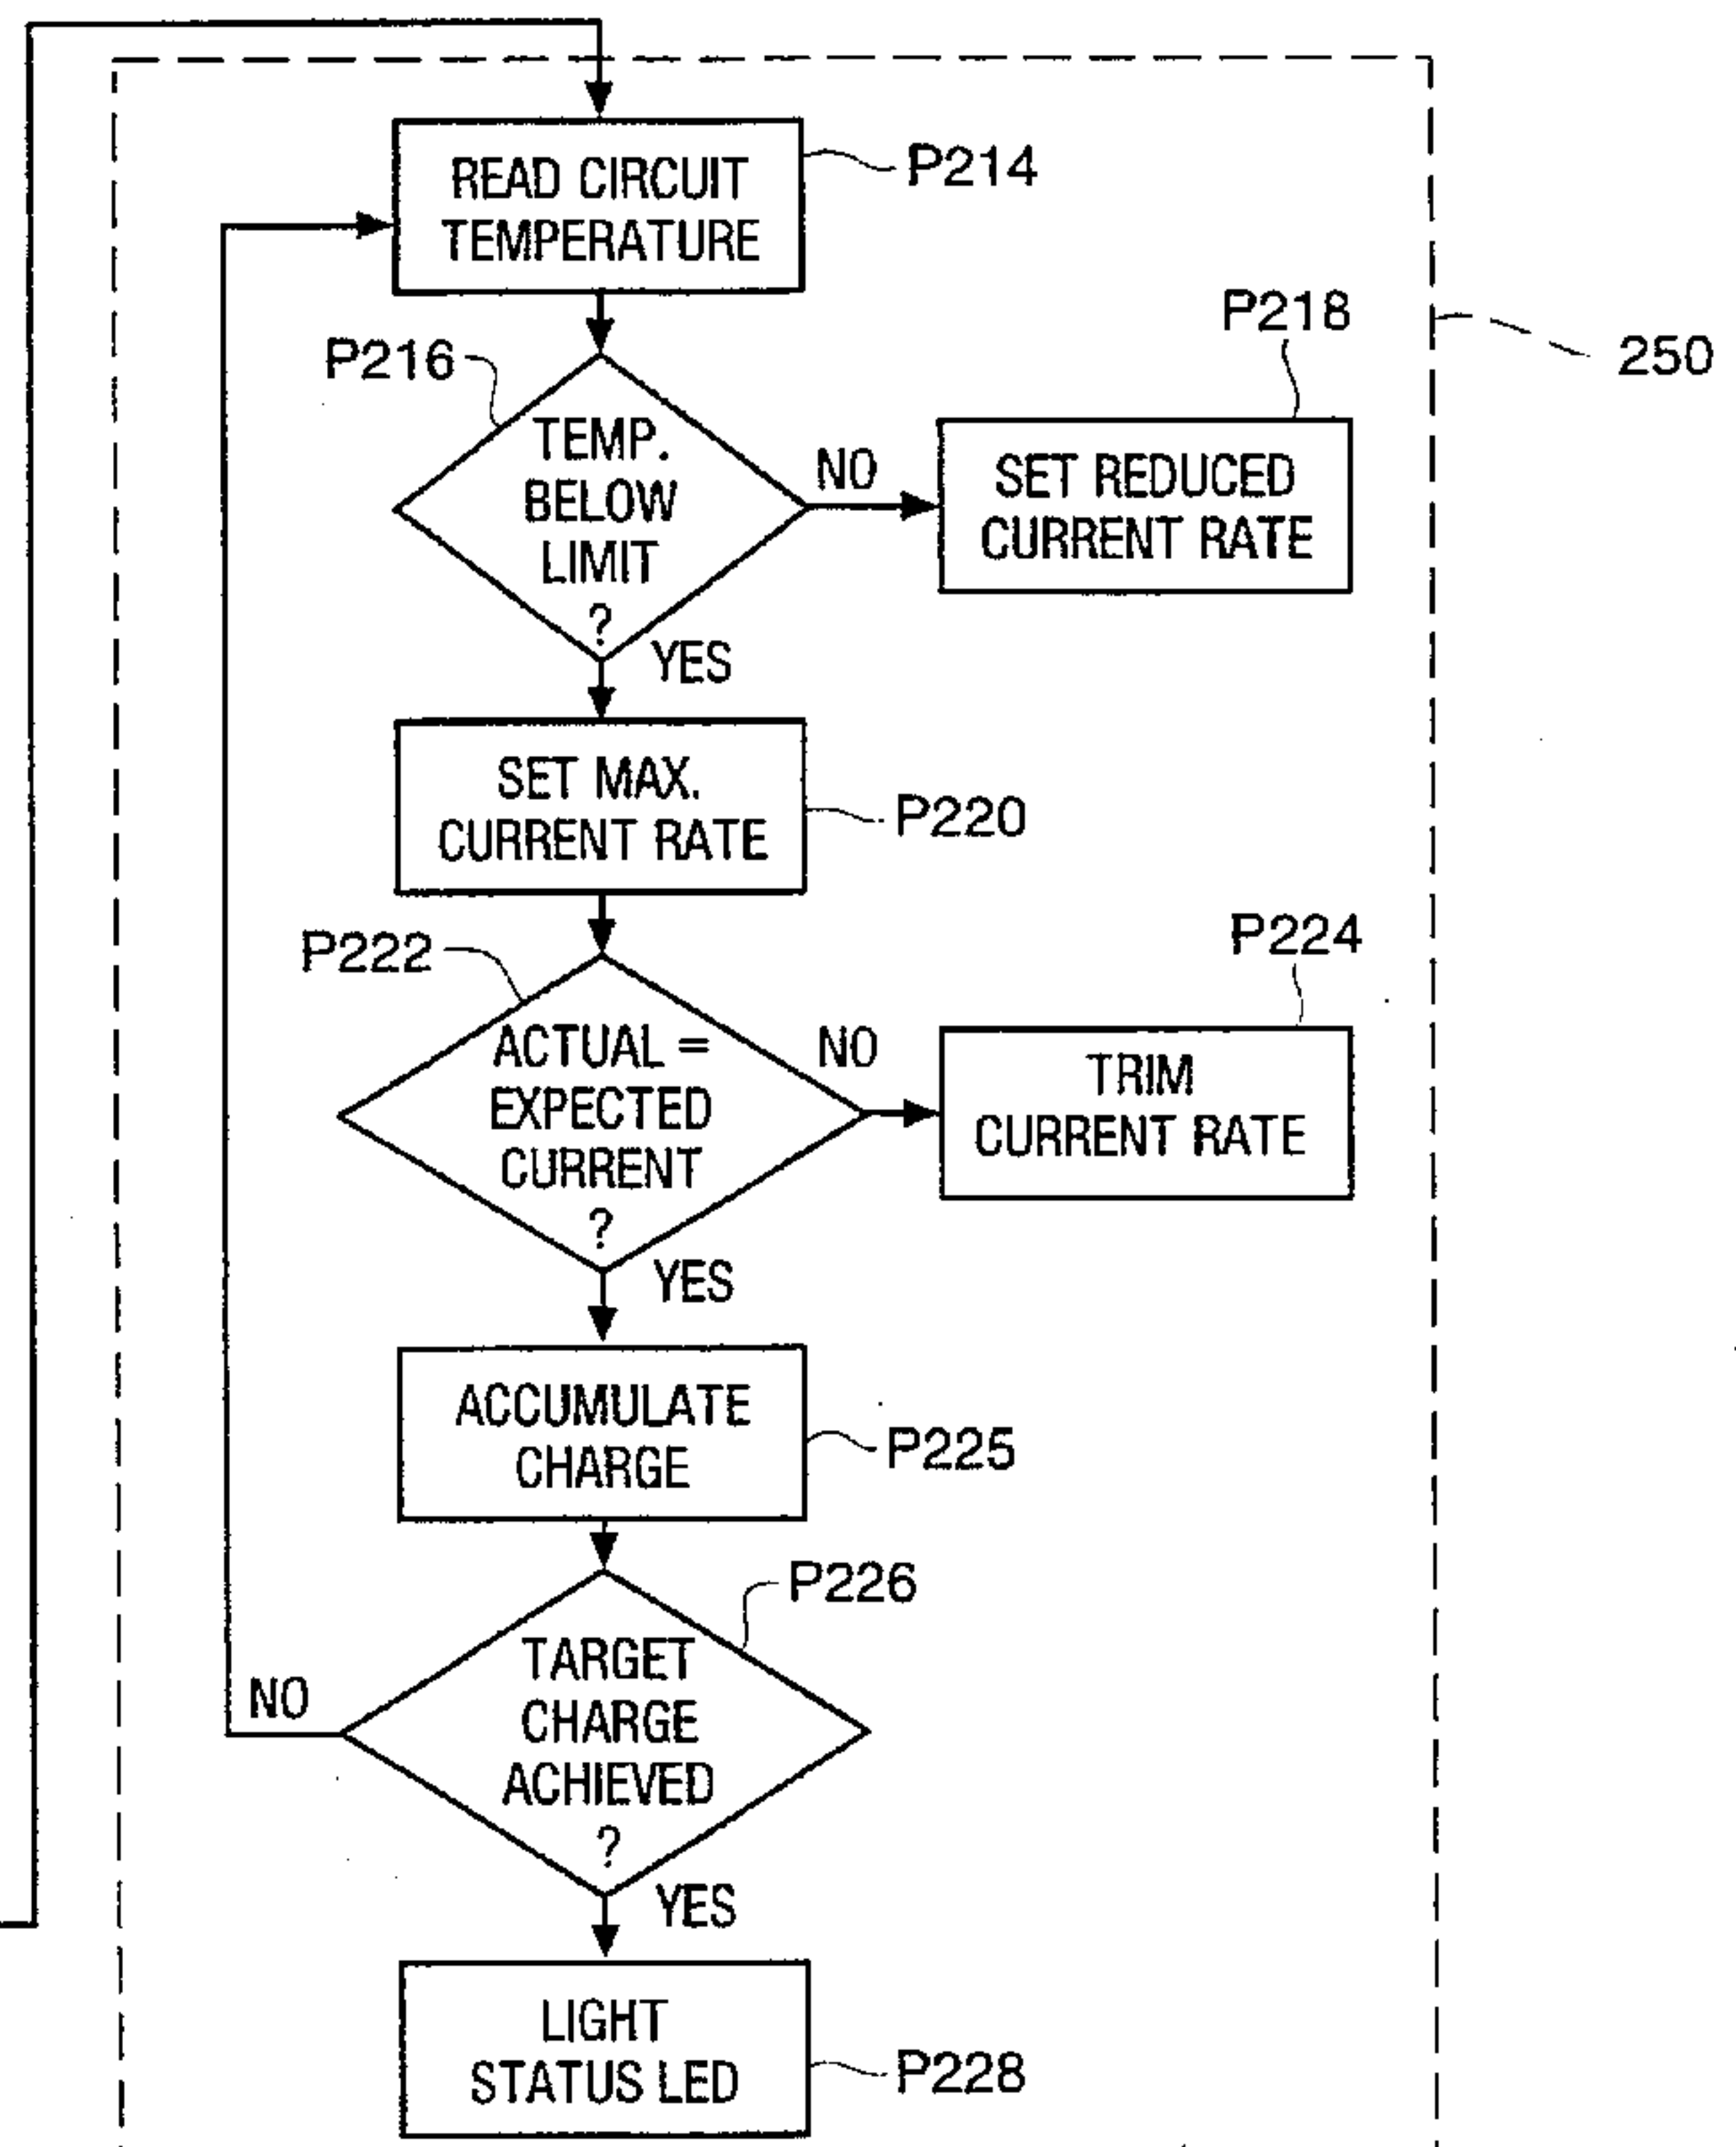 READ CIRCUIT
TEMPERATURE
P214
P216
TEMP.
BELOW
LIMIT
?
NO
YES
P218
SET REDUCED
CURRENT RATE
250
SET MAX.
CURRENT RATE
P220
P222
ACTUAL =
EXPECTED
CURRENT
?
NO
YES
P224
TRIM
CURRENT RATE
ACCUMULATE
CHARGE
P225
P226
TARGET
CHARGE
ACHIEVED
?
NO
YES
LIGHT
STATUS LED
P228